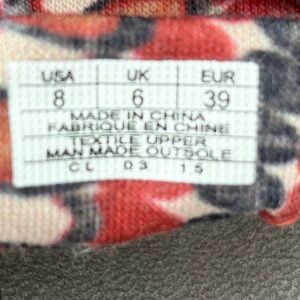 USA UK EUR
8 6 39
MADE IN CHINA
FABRIQUE EN CHINE
TEXTILE UPPER
MAN MADE OUTSOLE
CL 03 15